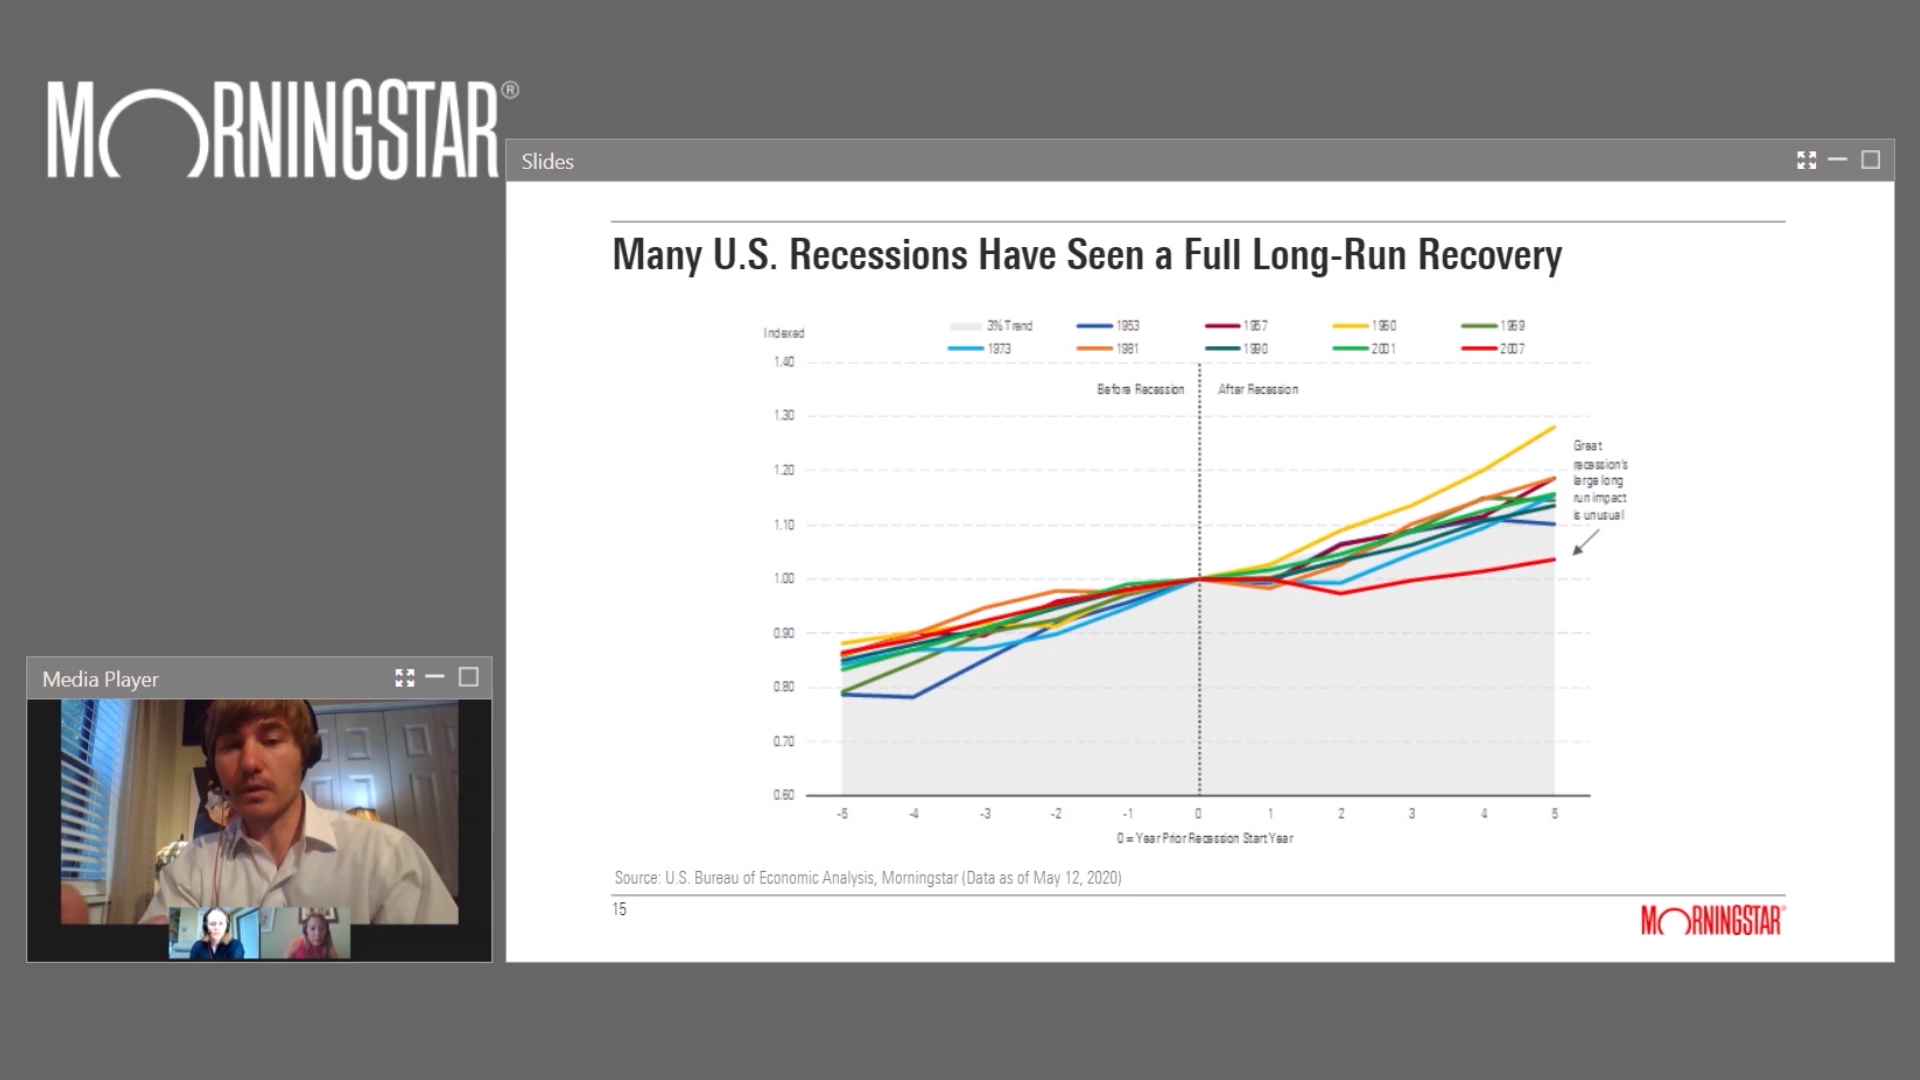 MORNINGSTAR®
Slides
Many U.S. Recessions Have Seen a Full Long-Run Recovery
Indexed
3% Trend 1953 1957 1960 1969
1973 1981 1990 2001 2007
1.40
Before Recession After Recession
1.30
Great
recession's
large long
run impact
is unusual
1.20
1.10
1.00
0.90
0.80
0.70
0.60
-5 -4 -3 -2 -1 0 1 2 3 4 5
0 = Year Prior Recession Start Year
Source: U.S. Bureau of Economic Analysis, Morningstar (Data as of May 12, 2020)
15
MORNINGSTAR®
Media Player